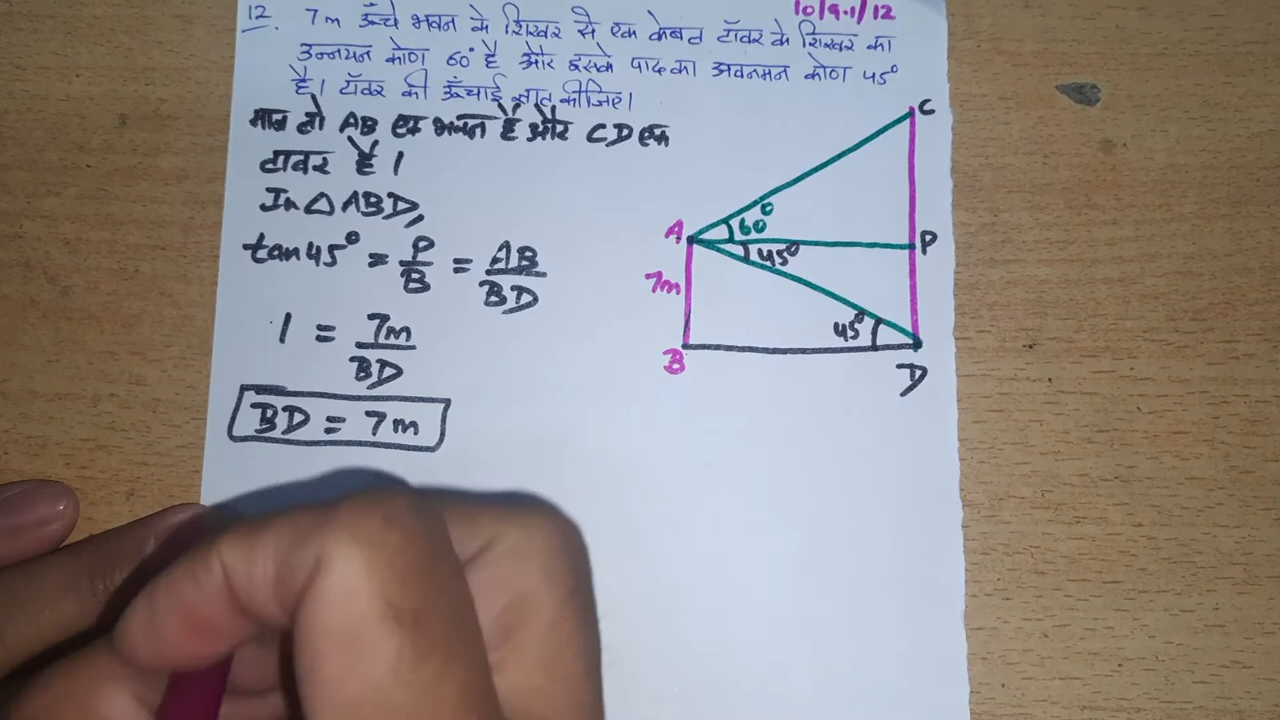 10/9.1/12
12. 7m ऊँचे भवन के शिखर से एक केबल टॉवर के शिखर का
उन्नयन कोण 60° है और इसके पाद का अवनमन कोण 45°
है। टॉवर की ऊँचाई ज्ञात कीजिए।
मान लो AB एक भवन है और CD एक
टावर है।
In △ABD,
tan45° = P/B = AB/BD
1 = 7m/BD
BD = 7m
C
A 60° P
45°
7m
45°
B D